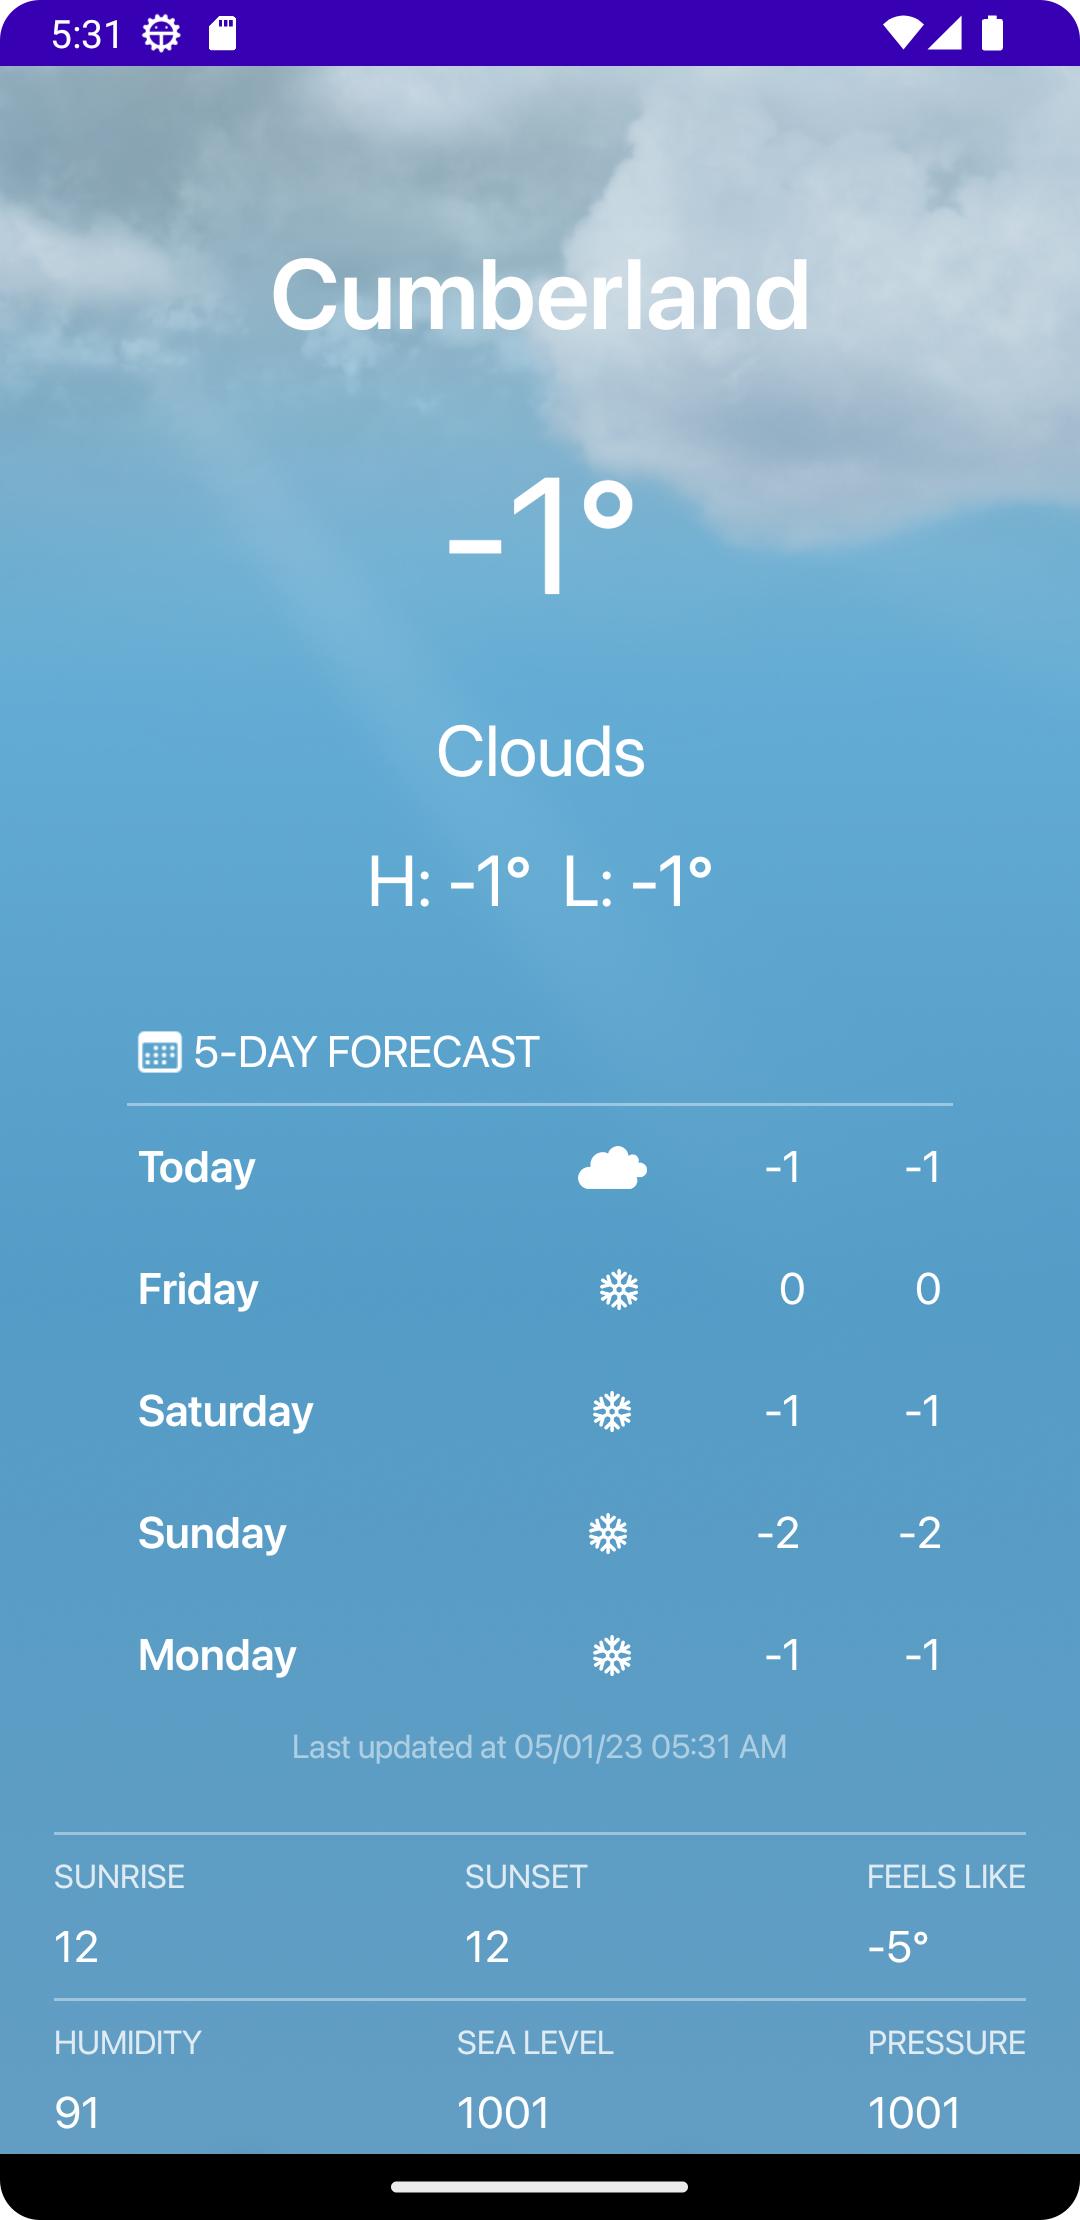 5:31
Cumberland
-1°
Clouds
H: -1° L: -1°
5-DAY FORECAST
Today -1 -1
Friday 0 0
Saturday -1 -1
Sunday -2 -2
Monday -1 -1
Last updated at 05/01/23 05:31 AM
SUNRISE SUNSET FEELS LIKE
12 12 -5°
HUMIDITY SEA LEVEL PRESSURE
91 1001 1001